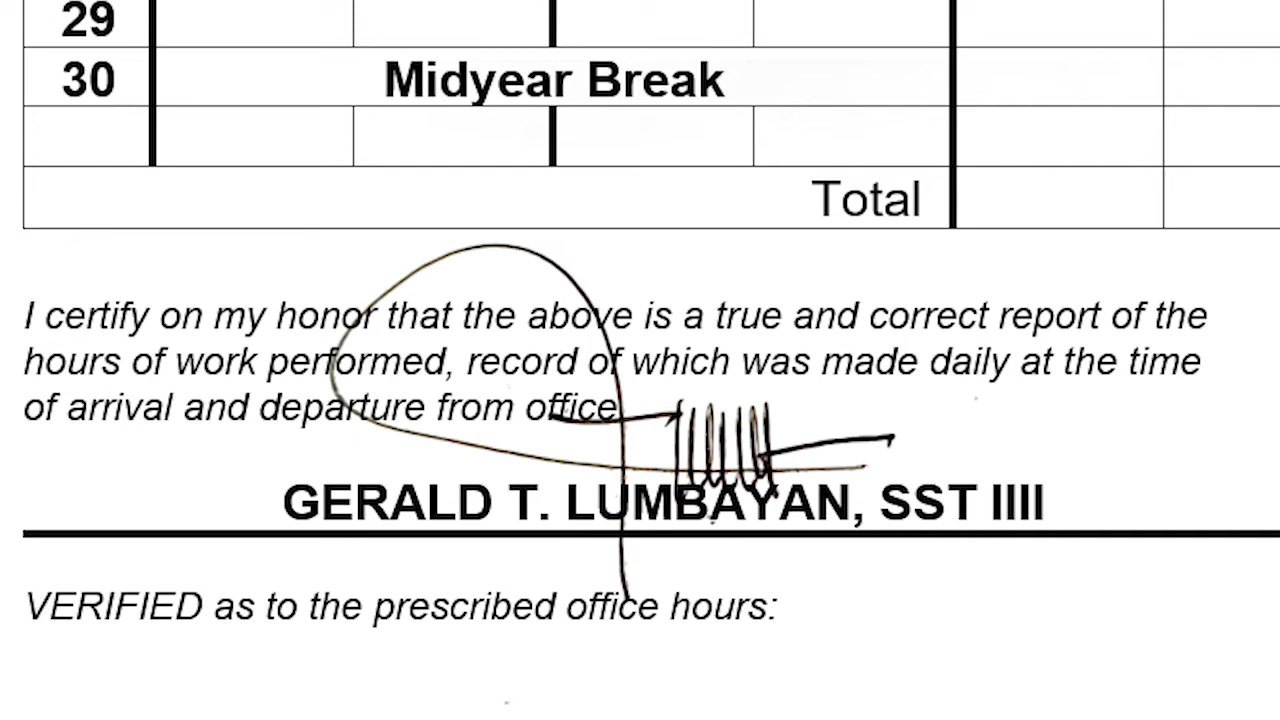 29
30 Midyear Break
Total
I certify on my honor that the above is a true and correct report of the
hours of work performed, record of which was made daily at the time
of arrival and departure from office
GERALD T. LUMBAYAN, SST IIII
VERIFIED as to the prescribed office hours: